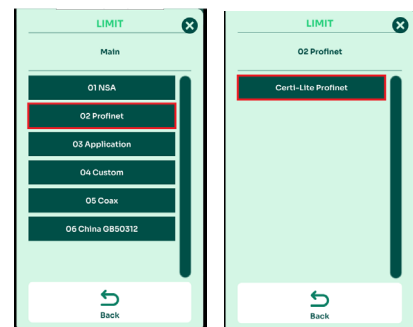 LIMIT
Main
01 NSA
02 Profinet
03 Application
04 Custom
05 Coax
06 China GB50312
Back
LIMIT
02 Profinet
Certi-Lite Profinet
Back